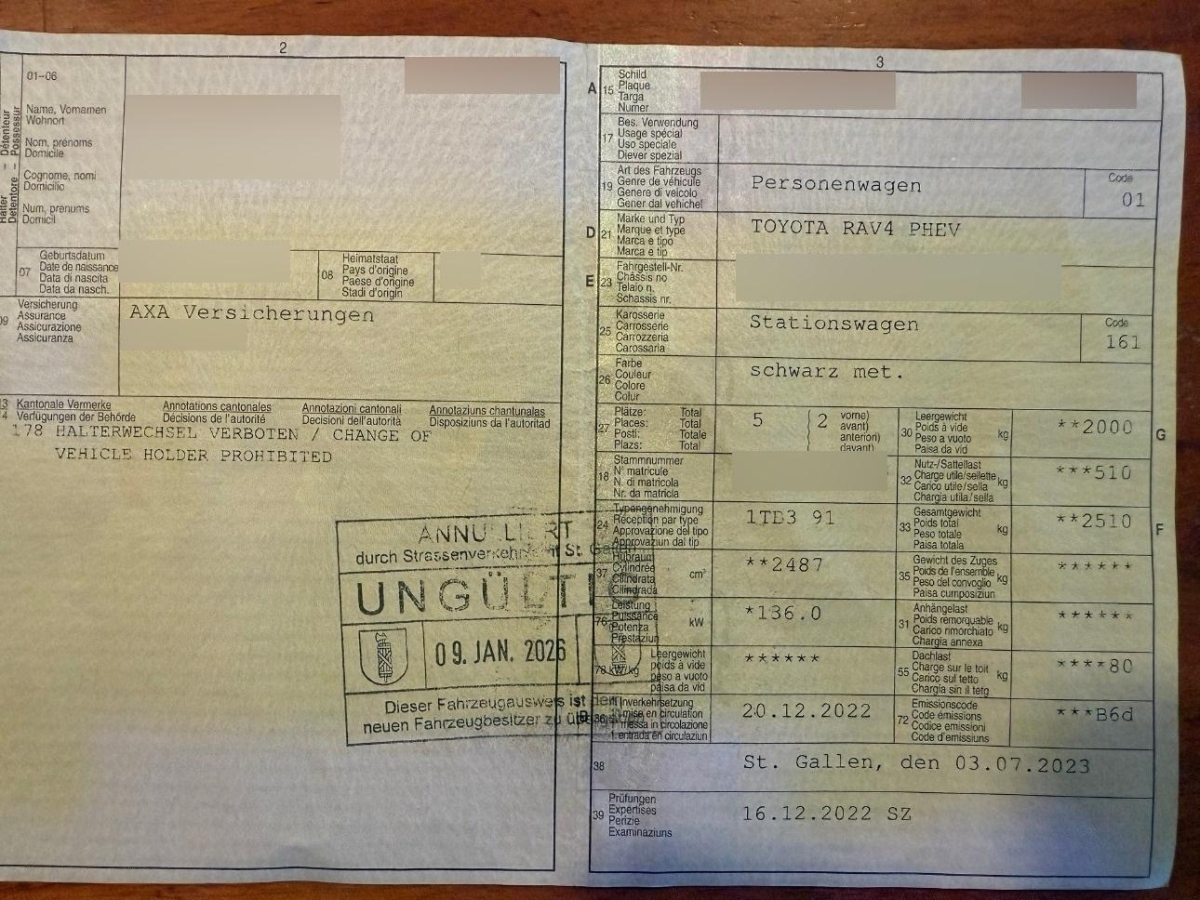 2
01-06
Halter – Détenteur
Detentore – Possessur
Name, Vornamen
Wohnort
Nom, prénoms
Domicile
Cognome, nomi
Domicilio
Num, prenums
Domicil
07
Geburtsdatum
Date de naissance
Data di nascita
Data da nasch.
08
Heimatstaat
Pays d'origine
Paese d'origine
Stadi d'origin
09
Versicherung
Assurance
Assicurazione
Assicuranza
AXA Versicherungen
13 Kantonale Vermerke Annotations cantonales Annotazioni cantonali Annotaziuns chantunalas
14 Verfügungen der Behörde Décisions de l'autorité Decisioni dell'autorità Disposiziuns da l'autoritad
178 HALTERWECHSEL VERBOTEN / CHANGE OF
VEHICLE HOLDER PROHIBITED
ANNULLIERT
durch Strassenverkehrsamt St. Gallen
UNGÜLTIG
09. JAN. 2026
Dieser Fahrzeugausweis ist dem
neuen Fahrzeugbesitzer zu
3
A 15
Schild
Plaque
Targa
Numer
17
Bes. Verwendung
Usage spécial
Uso speciale
Diever spezial
19
Art des Fahrzeugs
Genre de véhicule
Genere di veicolo
Gener dal vehichel
Personenwagen
Code
01
D 21
Marke und Typ
Marque et type
Marca e tipo
Marca e tip
TOYOTA RAV4 PHEV
E 23
Fahrgestell-Nr.
Châssis no
Telaio n.
Schassis nr.
25
Karosserie
Carrosserie
Carrozzeria
Carossaria
Stationswagen
Code
161
26
Farbe
Couleur
Colore
Colur
schwarz met.
27
Plätze: Total
Places: Total
Posti: Totale
Plazs: Total
5 ( 2
vorne)
avant)
anteriori)
davant)
30
Leergewicht
Poids à vide
Peso a vuoto
Paisa da vid
kg
**2000
G
18
Stammnummer
N° matricule
N. di matricola
Nr. da matricla
32
Nutz-/Sattellast
Charge utile/sellette
Carico utile/sella
Chargia utila/sella
kg
***510
24
Typengenehmigung
Réception par type
Approvazione del tipo
Approvaziun dal tip
1TB3 91
33
Gesamtgewicht
Poids total
Peso totale
Paisa totala
kg
**2510
F
37
Hubraum
Cylindrée
Cilindrata
Cilindrada
cm³
**2487
35
Gewicht des Zuges
Poids de l'ensemble
Peso del convoglio
Paisa cumposiziun
kg
******
76
Leistung
Puissance
Potenza
Prestaziun
kW
*136.0
31
Anhängelast
Poids remorquable
Carico rimorchiato
Chargia annexa
kg
******
78 kW/kg
Leergewicht
poids à vide
peso a vuoto
paisa da vid
******
55
Dachlast
Charge sur le toit
Carico sul tetto
Chargia sin il tetg
kg
****80
B 36
1. Inverkehrsetzung
1. mise en circulation
1. messa in circolazione
1. entrada en circulaziun
20.12.2022
72
Emissionscode
Code émissions
Codice emissioni
Code d'emissiuns
***B6d
38
St. Gallen, den 03.07.2023
39
Prüfungen
Expertises
Perizie
Examinaziuns
16.12.2022 SZ